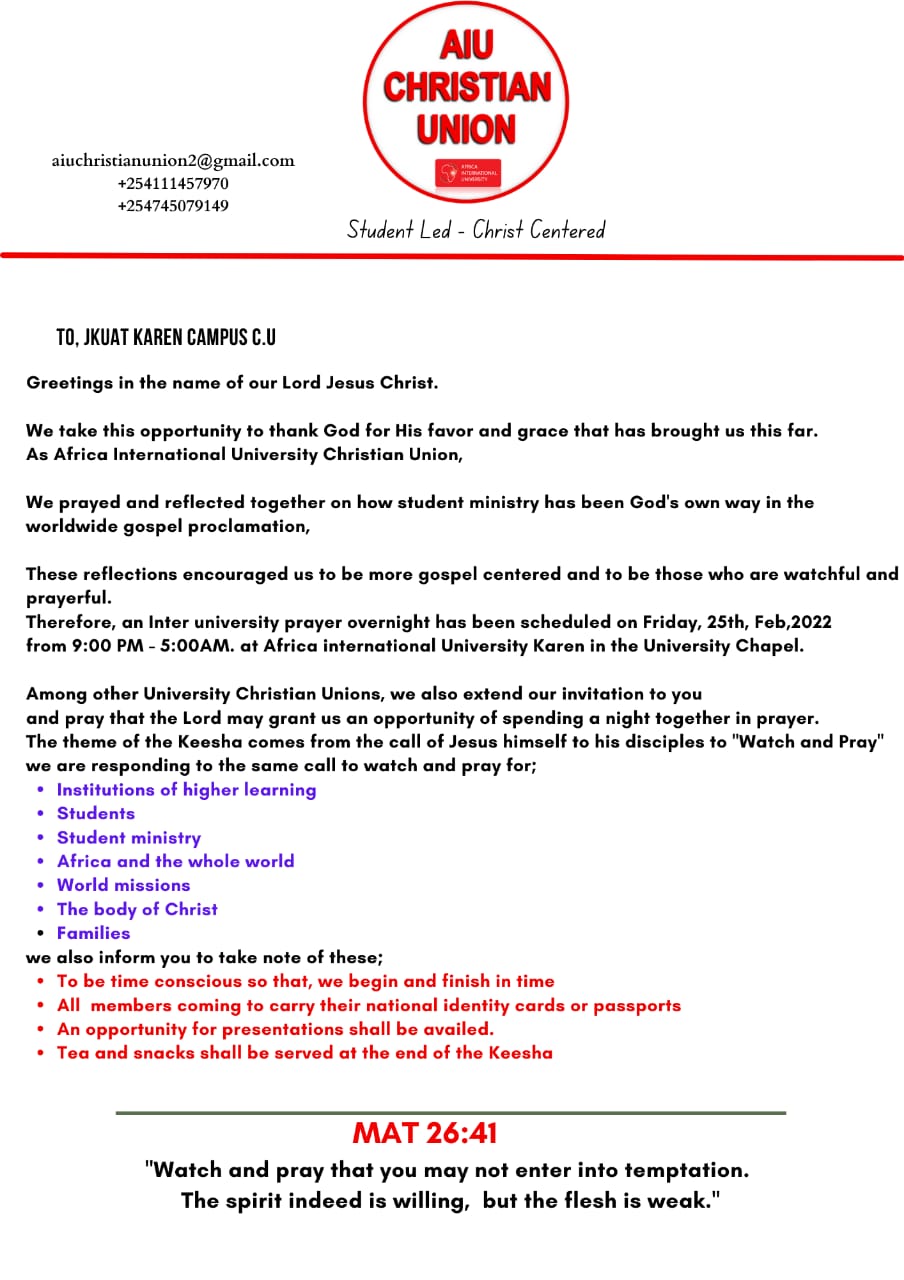 AIU
CHRISTIAN
UNION
AFRICA
INTERNATIONAL
UNIVERSITY
aiuchristianunion2@gmail.com
+254111457970
+254745079149
Student Led - Christ Centered
TO, JKUAT KAREN CAMPUS C.U
Greetings in the name of our Lord Jesus Christ.
We take this opportunity to thank God for His favor and grace that has brought us this far.
As Africa International University Christian Union,
We prayed and reflected together on how student ministry has been God's own way in the
worldwide gospel proclamation,
These reflections encouraged us to be more gospel centered and to be those who are watchful and
prayerful.
Therefore, an Inter university prayer overnight has been scheduled on Friday, 25th, Feb,2022
from 9:00 PM - 5:00AM. at Africa international University Karen in the University Chapel.
Among other University Christian Unions, we also extend our invitation to you
and pray that the Lord may grant us an opportunity of spending a night together in prayer.
The theme of the Keesha comes from the call of Jesus himself to his disciples to "Watch and Pray"
we are responding to the same call to watch and pray for;
• Institutions of higher learning
• Students
• Student ministry
• Africa and the whole world
• World missions
• The body of Christ
• Families
we also inform you to take note of these;
• To be time conscious so that, we begin and finish in time
• All  members coming to carry their national identity cards or passports
• An opportunity for presentations shall be availed.
• Tea and snacks shall be served at the end of the Keesha
MAT 26:41
"Watch and pray that you may not enter into temptation.
The spirit indeed is willing,  but the flesh is weak."